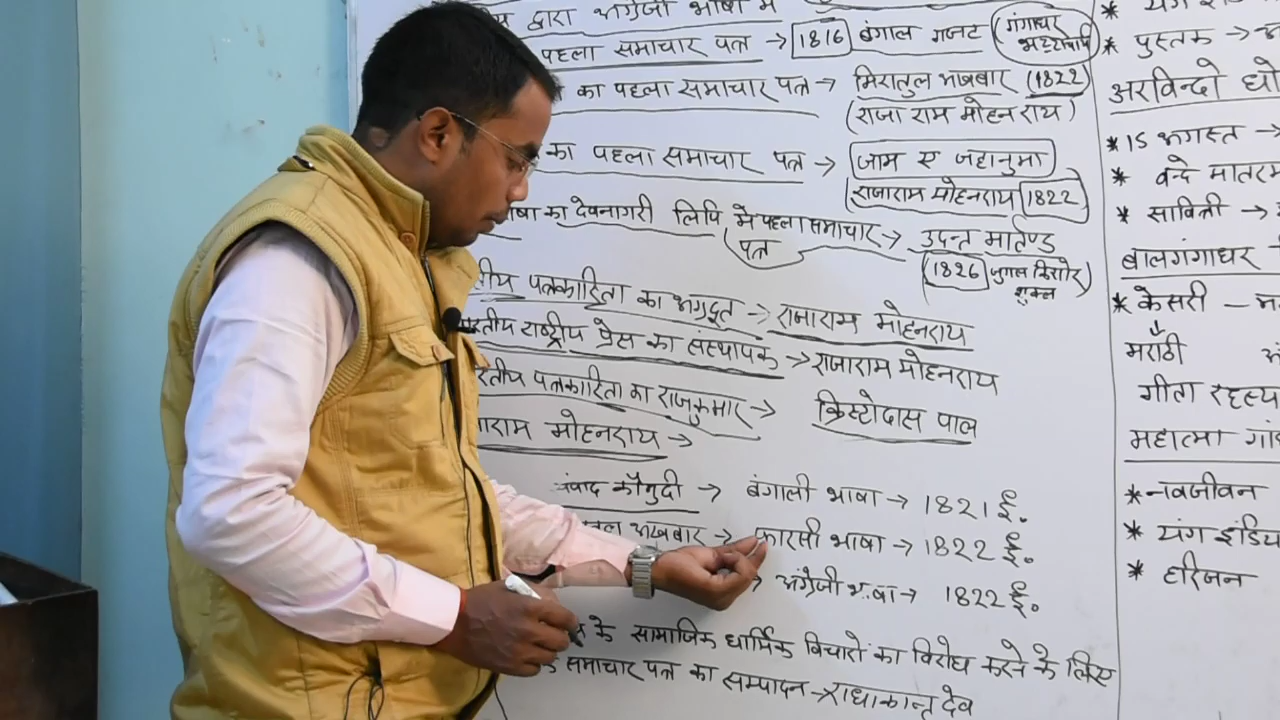 द्वारा अंग्रेजी भाषा में
पहला समाचार पत्र → 1816 बंगाल गजट
का पहला समाचार पत्र → मिरातुल अखबार (1822)
(राजा राम मोहन राय)
का पहला समाचार पत्र → जाम ए जहानुमा
राजाराम मोहनराय 1822
का देवनागरी लिपि में पहला समाचार पत्र → उदन्त मार्तण्ड
(1826 जुगल किशोर शुक्ल)
पत्रकारिता का अग्रदूत → राजाराम मोहनराय
राष्ट्रीय प्रेस का संस्थापक → राजाराम मोहनराय
पत्रकारिता का राजकुमार → क्रिस्टोदास पाल
मोहनराय →
कौमुदी → बंगाली भाषा → 1821 ई.
अखबार → फारसी भाषा → 1822 ई.
अंग्रेजी भाषा → 1822 ई.
के सामाजिक धार्मिक विचारों का विरोध करने के लिए
समाचार पत्र का सम्पादन → राधाकान्त देव
* पुस्तक →
अरविन्दो
* 15 अगस्त →
* वन्दे मातरम
* सावित्री →
बालगंगाधर
* केसरी –
मराठी
गीता रहस्य
महात्मा
* नवजीवन
* यंग इंडिया
* हरिजन